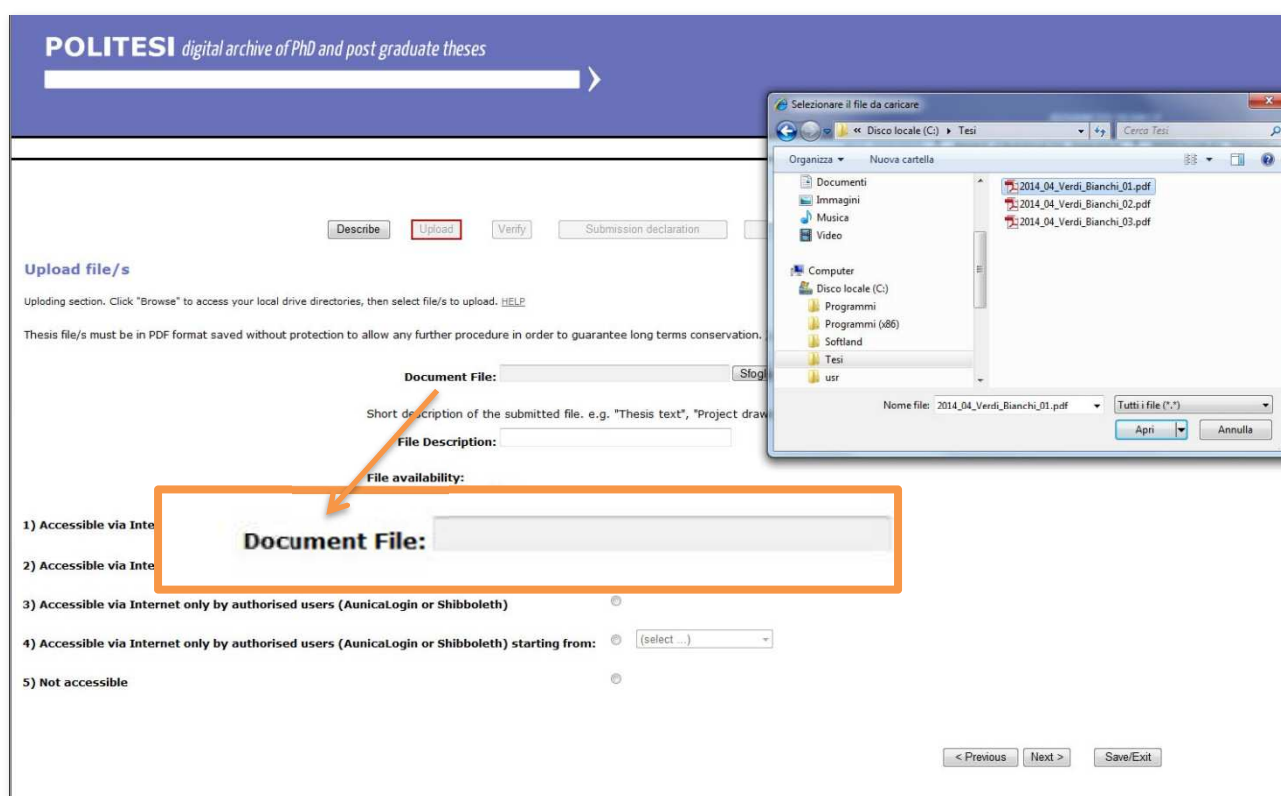 POLITESI digital archive of PhD and post graduate theses
Selezionare il file da caricare
« Disco locale (C:) ▸ Tesi
Cerca Tesi
Organizza
Nuova cartella
Documenti
Immagini
Musica
Video
Computer
Disco locale (C:)
Programmi
Programmi (x86)
Softland
Tesi
usr
2014_04_Verdi_Bianchi_01.pdf
2014_04_Verdi_Bianchi_02.pdf
2014_04_Verdi_Bianchi_03.pdf
Nome file: 2014_04_Verdi_Bianchi_01.pdf
Tutti i file (*.*)
Apri
Annulla
Describe
Upload
Verify
Submission declaration
Upload file/s
Uploding section. Click "Browse" to access your local drive directories, then select file/s to upload. HELP
Thesis file/s must be in PDF format saved without protection to allow any further procedure in order to guarantee long terms conservation.
Document File:
Sfogl
Short description of the submitted file. e.g. "Thesis text", "Project draw
File Description:
File availability:
1) Accessible via Inte
Document File:
2) Accessible via Inte
3) Accessible via Internet only by authorised users (AunicaLogin or Shibboleth)
4) Accessible via Internet only by authorised users (AunicaLogin or Shibboleth) starting from:
(select ...)
5) Not accessible
< Previous
Next >
Save/Exit